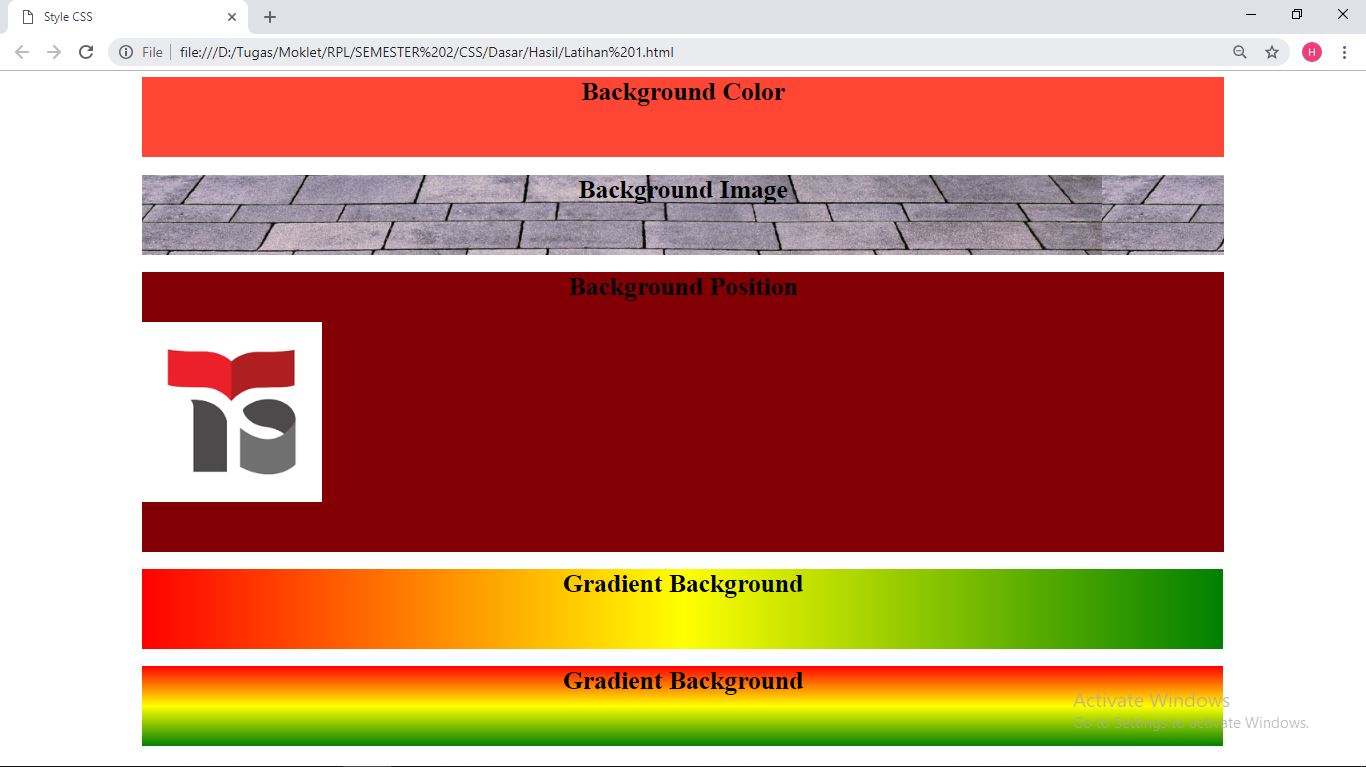 Style CSS
File
file:///D:/Tugas/Moklet/RPL/SEMESTER%202/CSS/Dasar/Hasil/Latihan%201.html
H
Background Color
Background Image
Background Position
Gradient Background
Gradient Background
Activate Windows
Go to Settings to activate Windows.